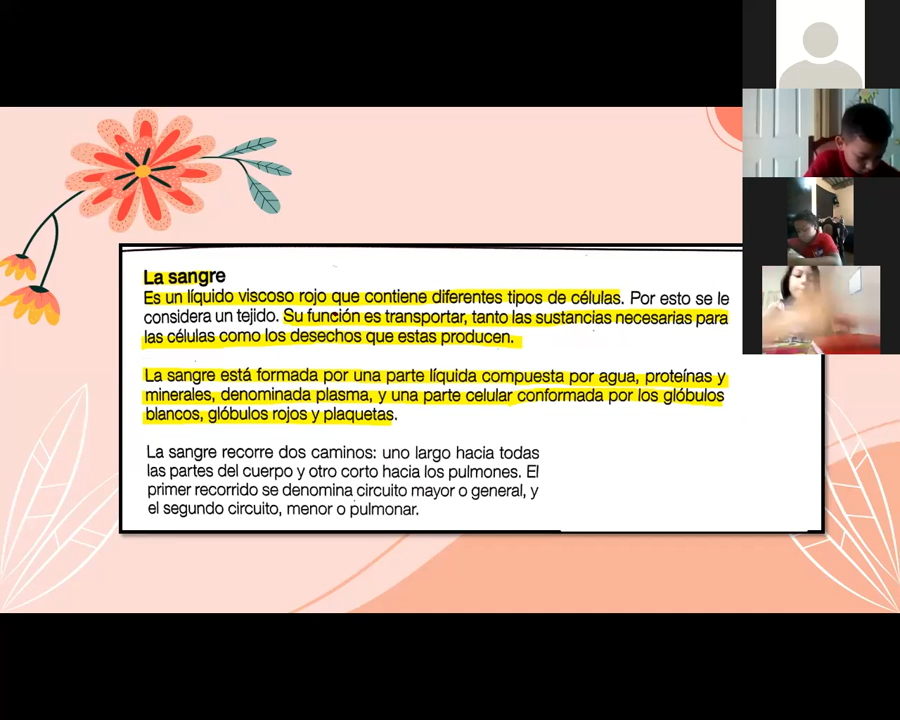 La sangre
Es un líquido viscoso rojo que contiene diferentes tipos de células. Por esto se le
considera un tejido. Su función es transportar, tanto las sustancias necesarias para
las células como los desechos que estas producen.
La sangre está formada por una parte líquida compuesta por agua, proteínas y
minerales, denominada plasma, y una parte celular conformada por los glóbulos
blancos, glóbulos rojos y plaquetas.
La sangre recorre dos caminos: uno largo hacia todas
las partes del cuerpo y otro corto hacia los pulmones. El
primer recorrido se denomina circuito mayor o general, y
el segundo circuito, menor o pulmonar.